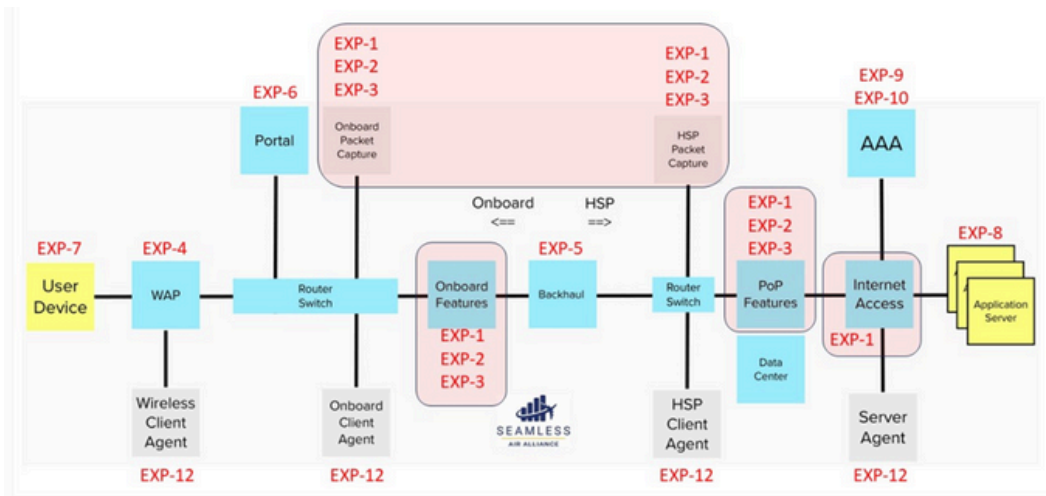 EXP-1
EXP-2
EXP-3
EXP-1
EXP-2
EXP-3
EXP-9
EXP-10
EXP-6
Portal
Onboard
Packet
Capture
HSP
Packet
Capture
AAA
Onboard
<==
HSP
==>
EXP-1
EXP-2
EXP-3
EXP-7
EXP-4
EXP-5
EXP-8
User
Device
WAP
Router
Switch
Onboard
Features
Backhaul
Router
Switch
PoP
Features
Internet
Access
Application
Server
EXP-1
EXP-2
EXP-3
EXP-1
Data
Center
Wireless
Client
Agent
Onboard
Client
Agent
SEAMLESS
AIR ALLIANCE
HSP
Client
Agent
Server
Agent
EXP-12
EXP-12
EXP-12
EXP-12